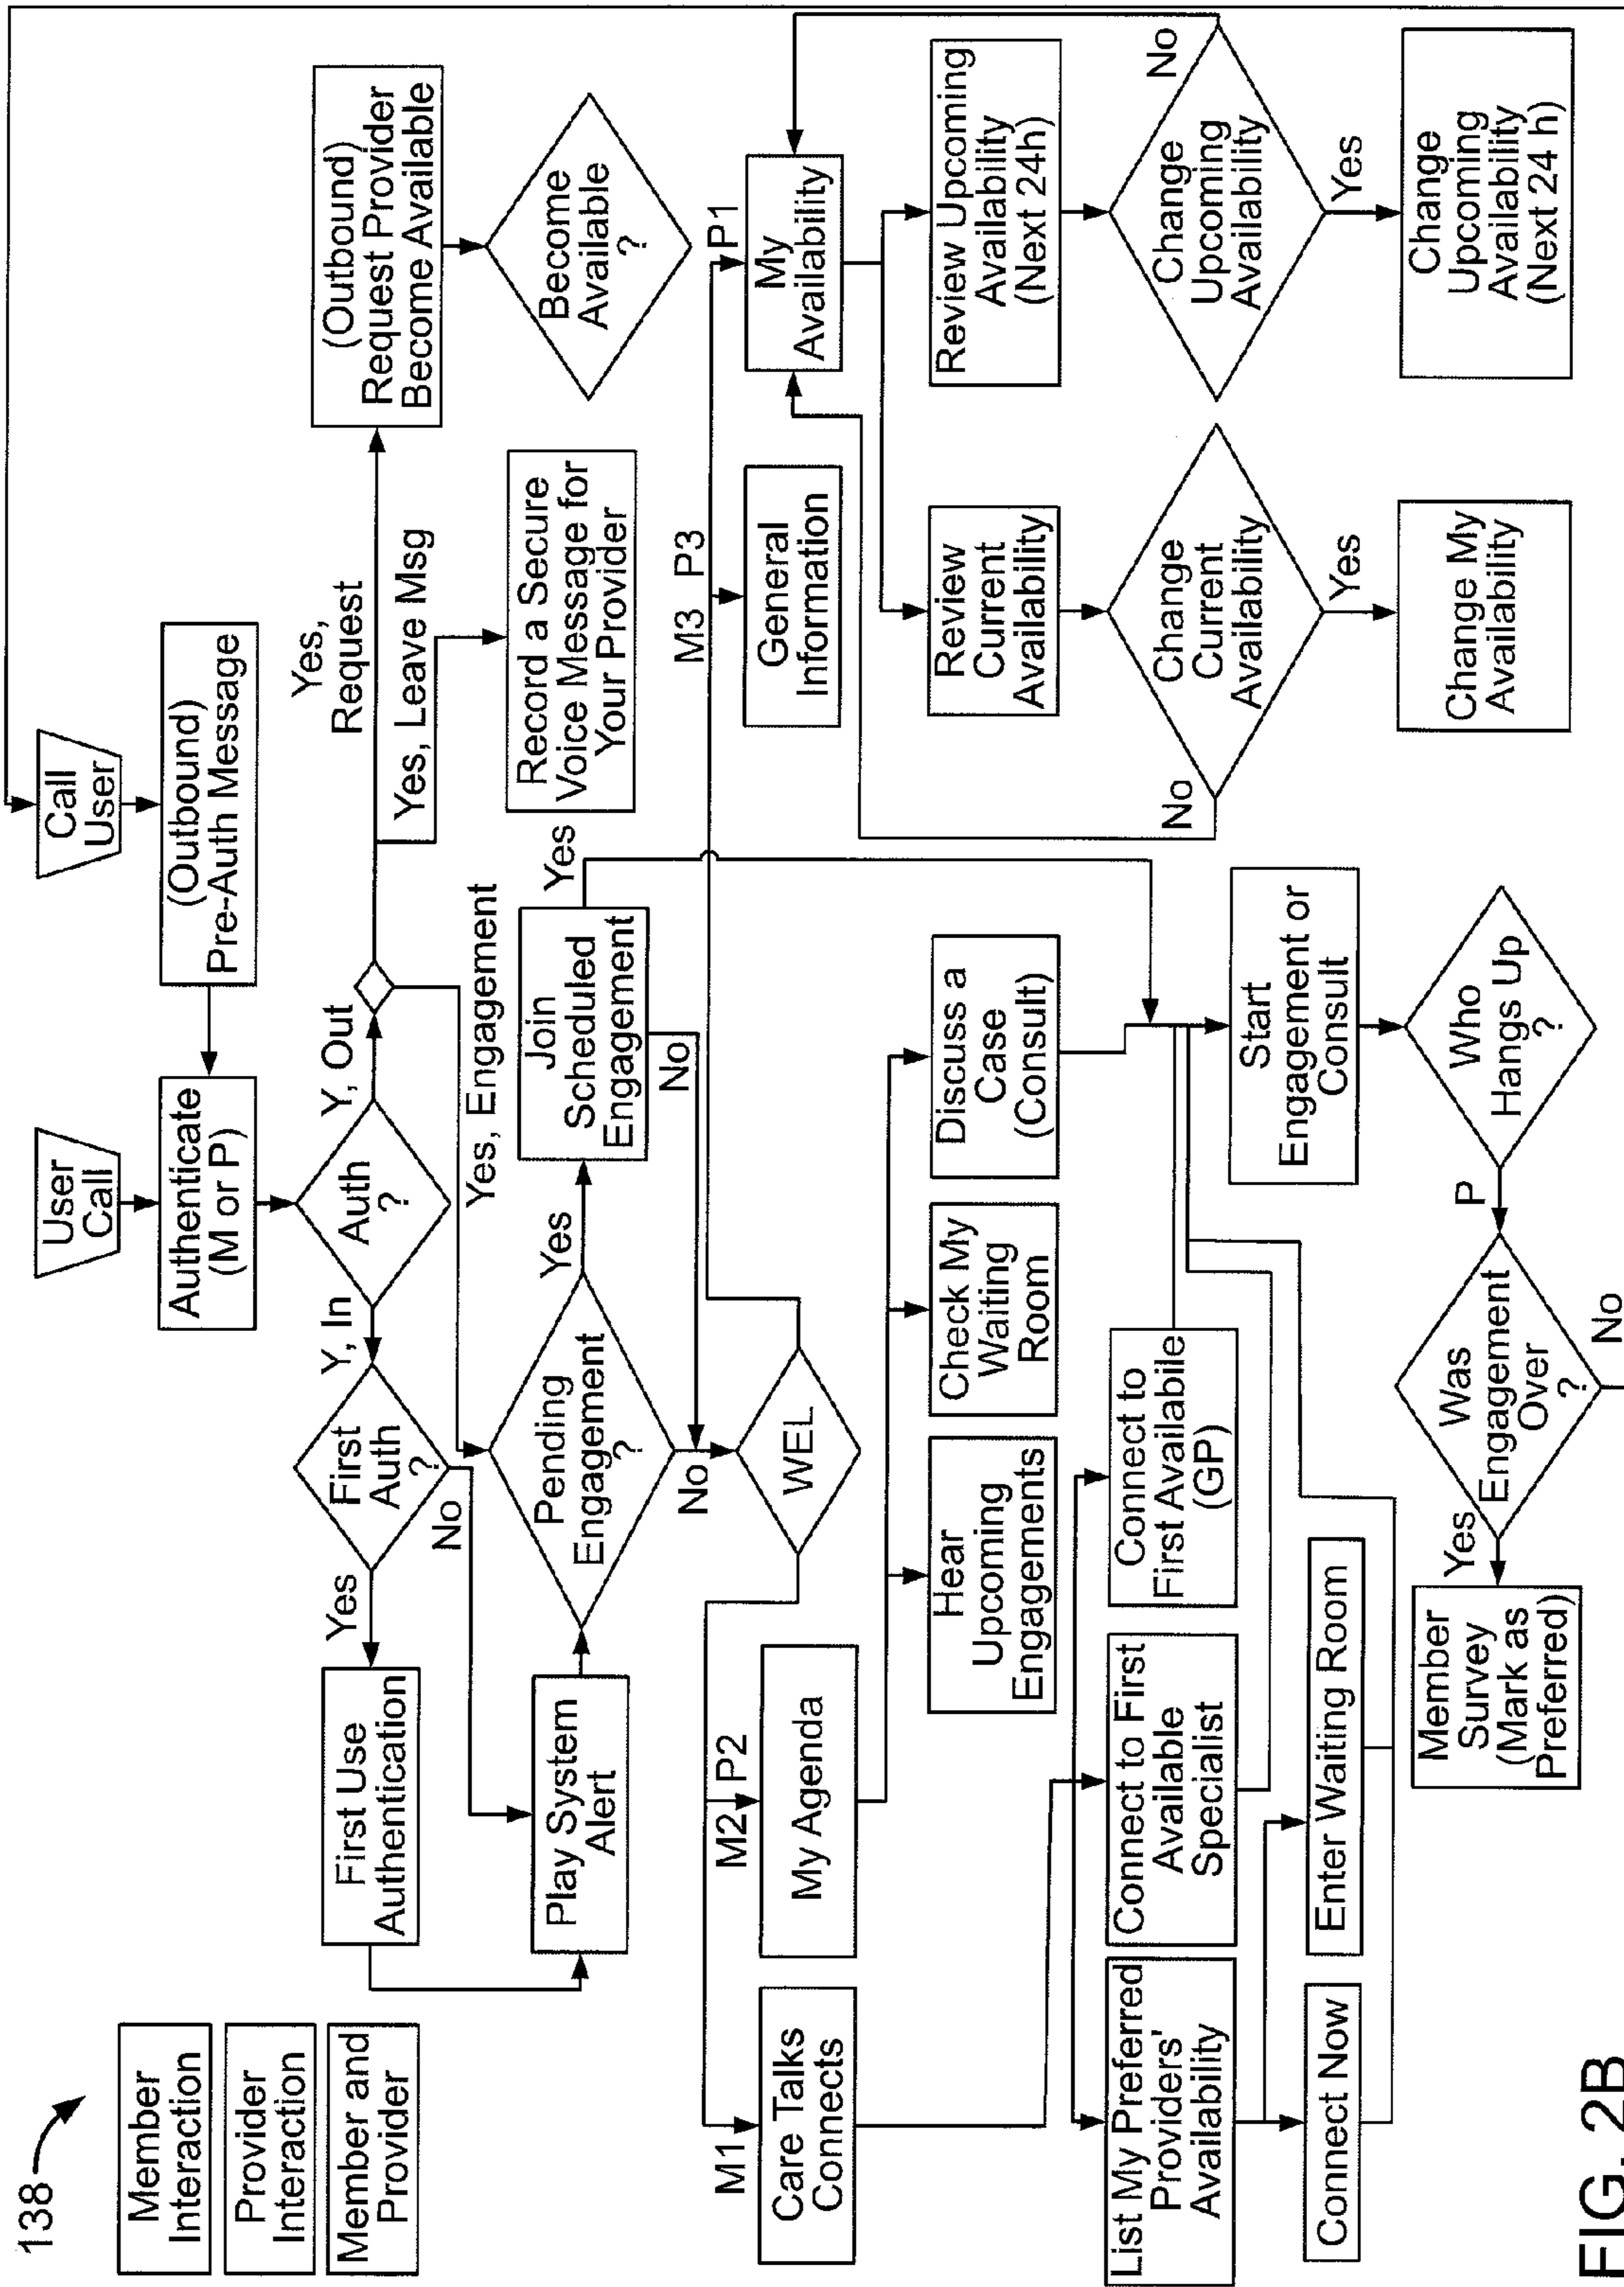 138
Member
Interaction
Provider
Interaction
Member and
Provider
User
Call
Call
User
(Outbound)
Pre-Auth Message
Authenticate
(M or P)
Auth
?
Y, In
Y, Out
First
Auth
?
Yes
No
First Use
Authentication
Yes,
Request
Yes, Leave Msg
Yes, Engagement
(Outbound)
Request Provider
Become Available
Become
Available
?
Record a Secure
Voice Message for
Your Provider
Play System
Alert
Pending
Engagement
?
Yes
No
Join
Scheduled
Engagement
Yes
No
WEL
M1
M2 P2
M3 P3
P1
Care Talks
Connects
My Agenda
General
Information
My
Availability
Hear
Upcoming
Engagements
Check My
Waiting
Room
Discuss a
Case
(Consult)
Review
Current
Availability
Review Upcoming
Availability
(Next 24h)
List My Preferred
Providers'
Availability
Connect to First
Available
Specialist
Connect to
First Availabile
(GP)
Change
Current
Availability
No
Yes
Change
Upcoming
Availability
No
Yes
Connect Now
Enter Waiting Room
Start
Engagement or
Consult
Change My
Availability
Change
Upcoming
Availability
(Next 24 h)
Who
Hangs Up
?
P
Was
Engagement
Over
?
Yes
No
Member
Survey
(Mark as
Preferred)
FIG. 2B